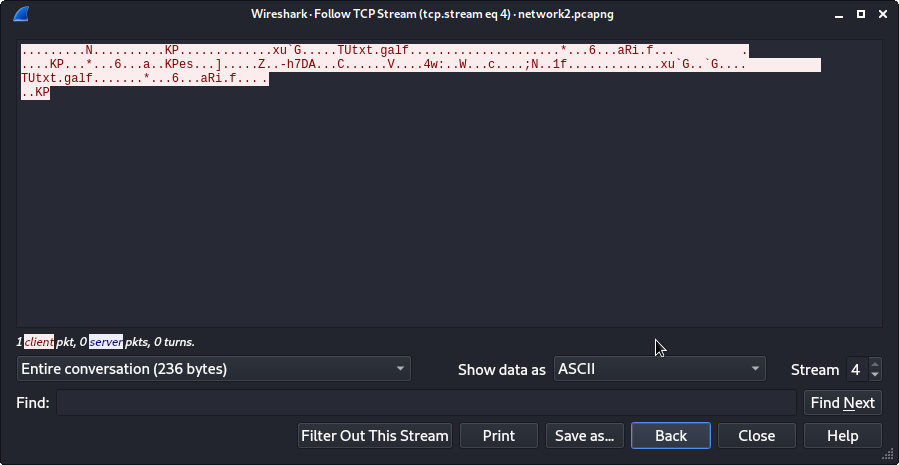 Wireshark · Follow TCP Stream (tcp.stream eq 4) · network2.pcapng
.........N..........KP.............xu`G.....TUtxt.galf.....................*...6...aRi.f... .
....KP...*...6...a..KPes...].....Z..-h7DA...C......V....4w:..W...c....;N..1f.............xu`G..`G....
TUtxt.galf.......*...6...aRi.f....
..KP
1 client pkt, 0 server pkts, 0 turns.
Entire conversation (236 bytes) Show data as ASCII Stream 4
Find: Find Next
Filter Out This Stream Print Save as... Back Close Help